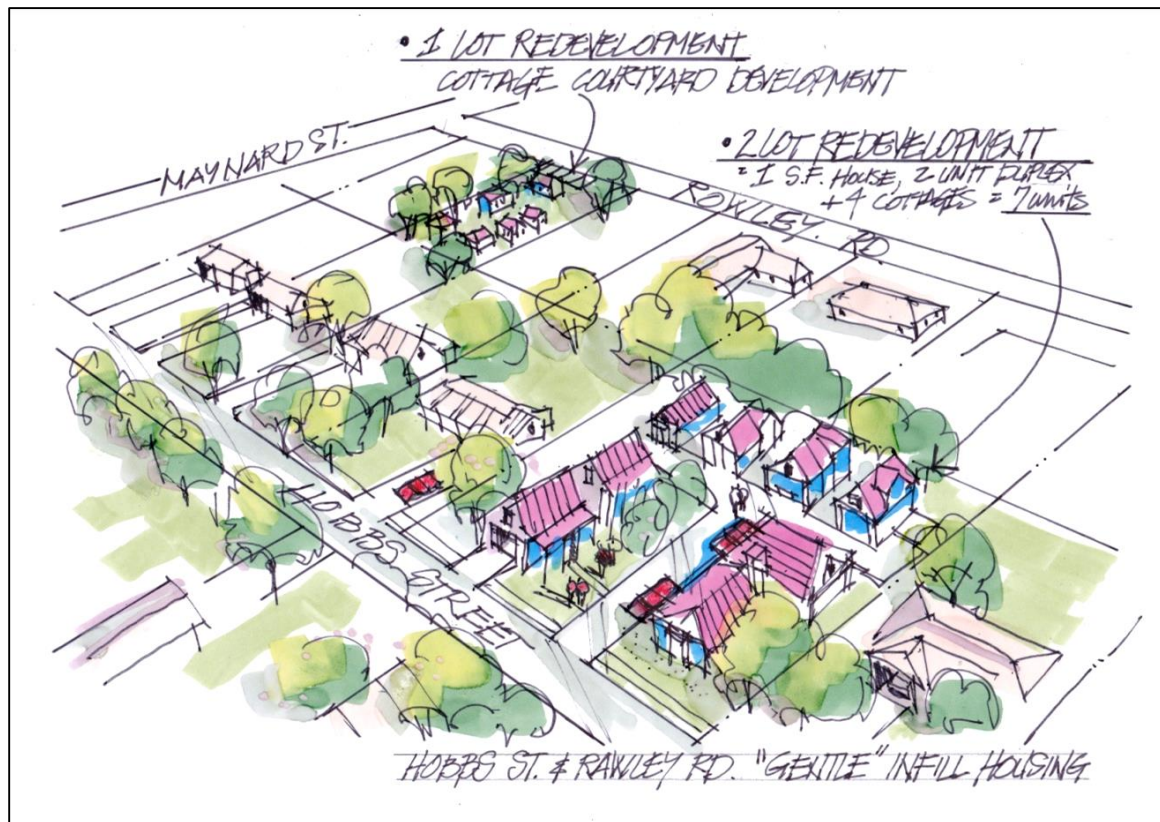 • 1 LOT REDEVELOPMENT
COTTAGE COURTYARD DEVELOPMENT
MAYNARD ST.
• 2 LOT REDEVELOPMENT
= 1 S.F. HOUSE, 2 UNIT DUPLEX
+ 4 COTTAGES = 7 units
ROWLEY RD
HOBBS STREE
HOBBS ST. & RAWLEY RD. "GENTLE" INFILL HOUSING